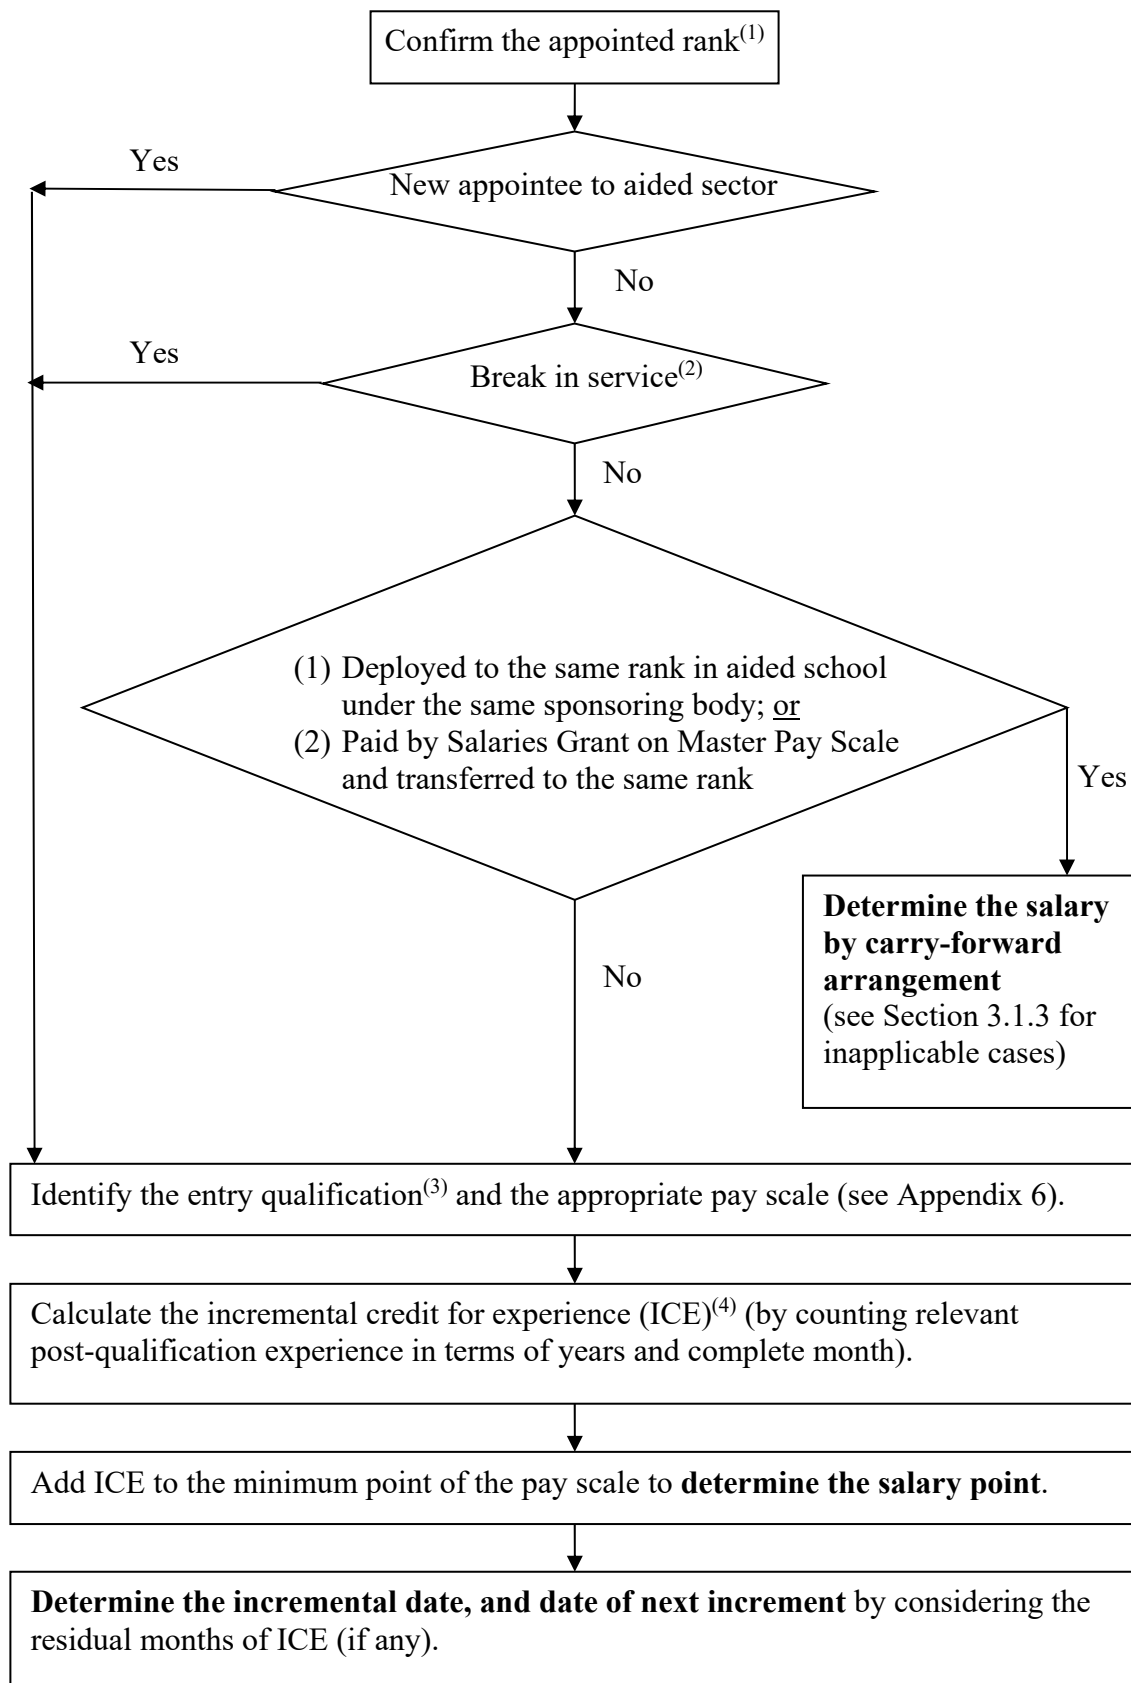 Confirm the appointed rank(1)
Yes
New appointee to aided sector
No
Yes
Break in service(2)
No
(1) Deployed to the same rank in aided school
under the same sponsoring body; or
(2) Paid by Salaries Grant on Master Pay Scale
and transferred to the same rank
Yes
Determine the salary
by carry-forward
arrangement
(see Section 3.1.3 for
inapplicable cases)
No
Identify the entry qualification(3) and the appropriate pay scale (see Appendix 6).
Calculate the incremental credit for experience (ICE)(4) (by counting relevant
post-qualification experience in terms of years and complete month).
Add ICE to the minimum point of the pay scale to determine the salary point.
Determine the incremental date, and date of next increment by considering the
residual months of ICE (if any).